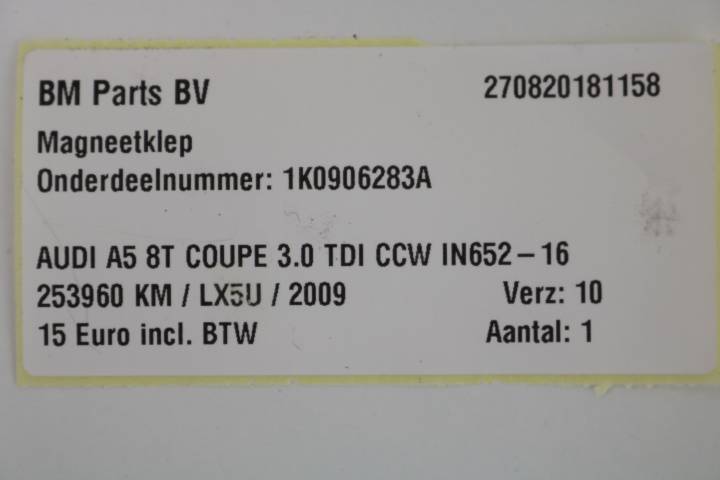 BM Parts BV 270820181158
Magneetklep
Onderdeelnummer: 1K0906283A
AUDI A5 8T COUPE 3.0 TDI CCW IN652-16
253960 KM / LX5U / 2009 Verz: 10
15 Euro incl. BTW Aantal: 1